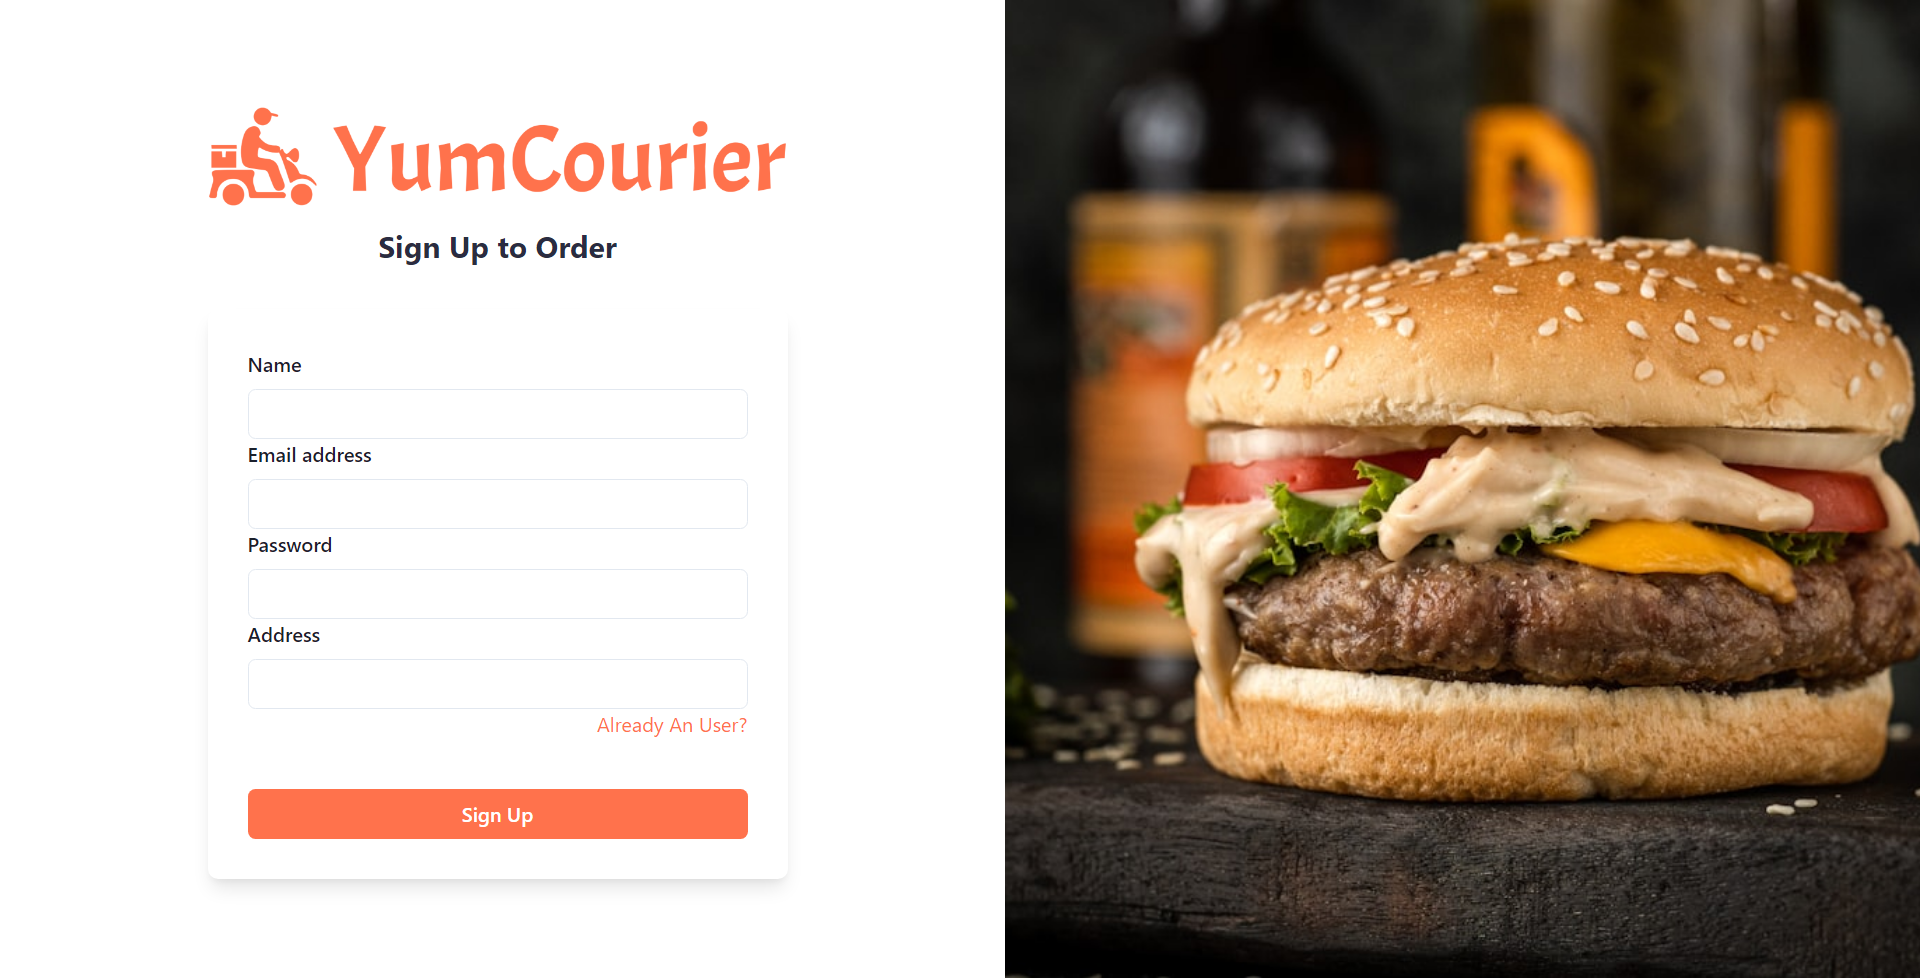 YumCourier
Sign Up to Order
Name
Email address
Password
Address
Already An User?
Sign Up